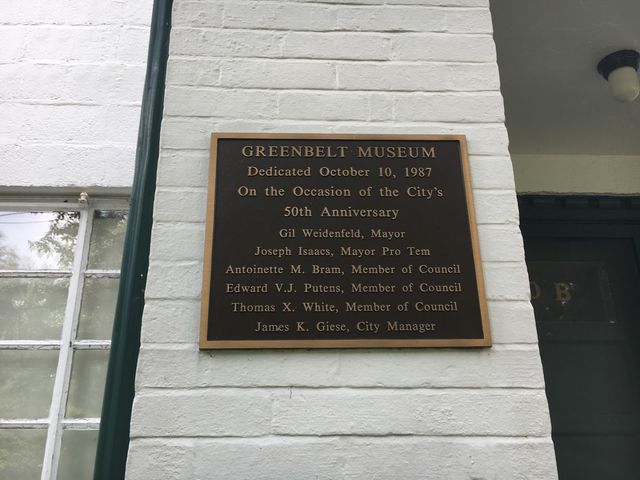 GREENBELT MUSEUM
Dedicated October 10, 1987
On the Occasion of the City's
50th Anniversary
Gil Weidenfeld, Mayor
Joseph Isaacs, Mayor Pro Tem
Antoinette M. Bram, Member of Council
Edward V.J. Putens, Member of Council
Thomas X. White, Member of Council
James K. Giese, City Manager
B